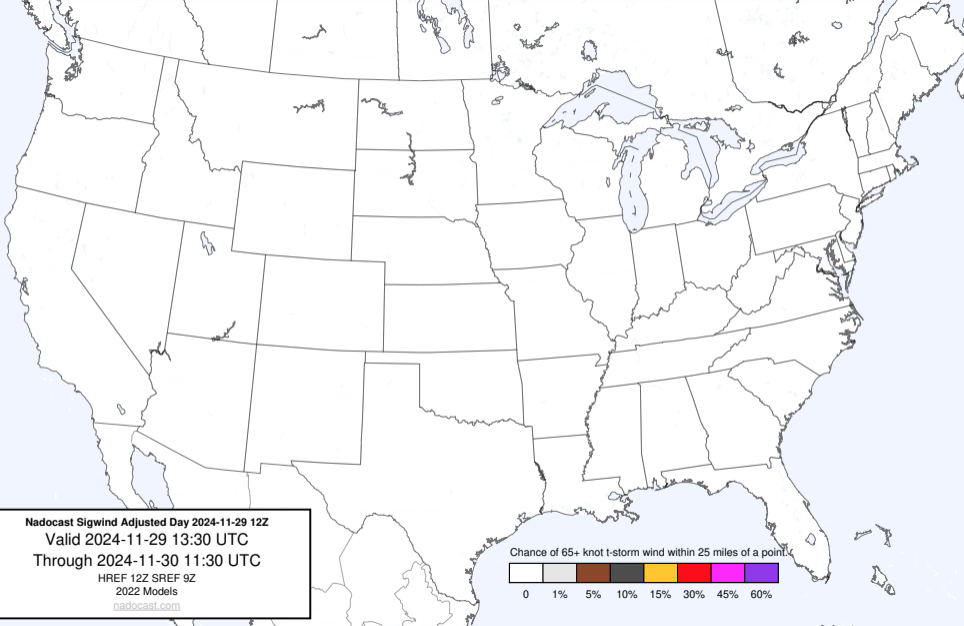 Nadocast Sigwind Adjusted Day 2024-11-29 12Z
Valid 2024-11-29 13:30 UTC
Through 2024-11-30 11:30 UTC
HREF 12Z SREF 9Z
2022 Models
nadocast.com
Chance of 65+ knot t-storm wind within 25 miles of a point.
0 1% 5% 10% 15% 30% 45% 60%